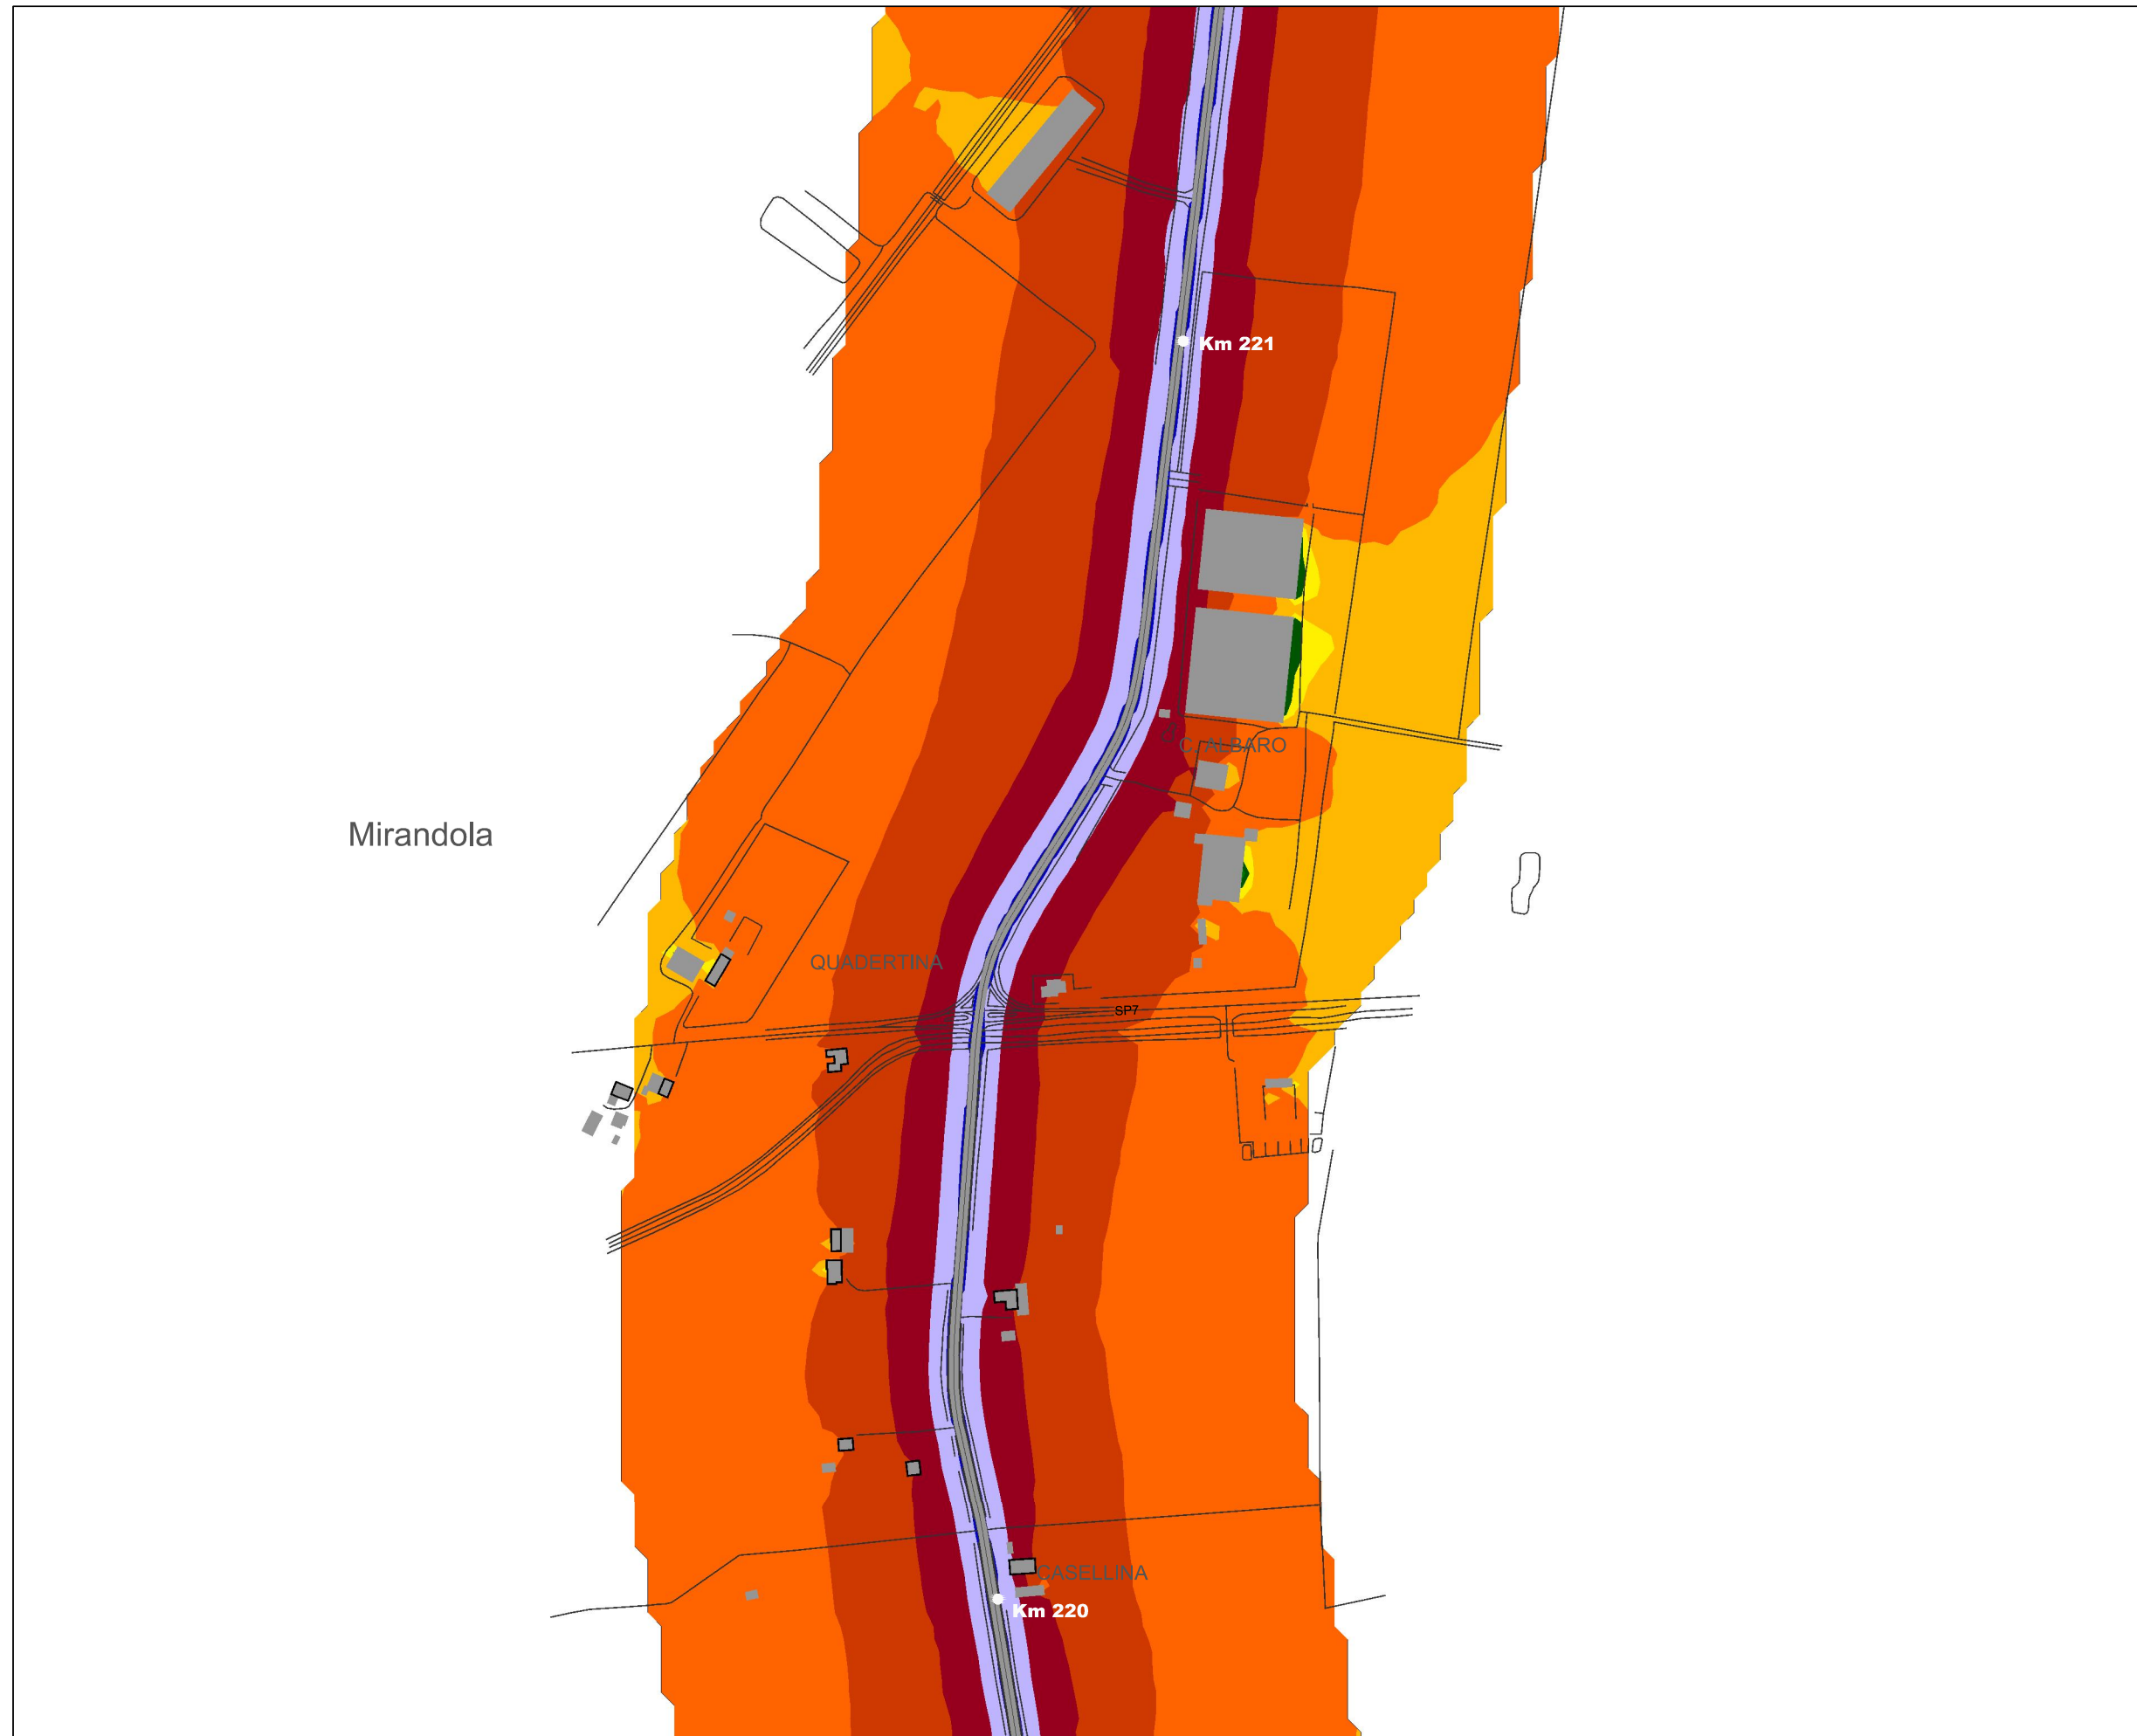 Km 221
C. ALBARO
Mirandola
QUADERTINA
SP7
CASELLINA
Km 220